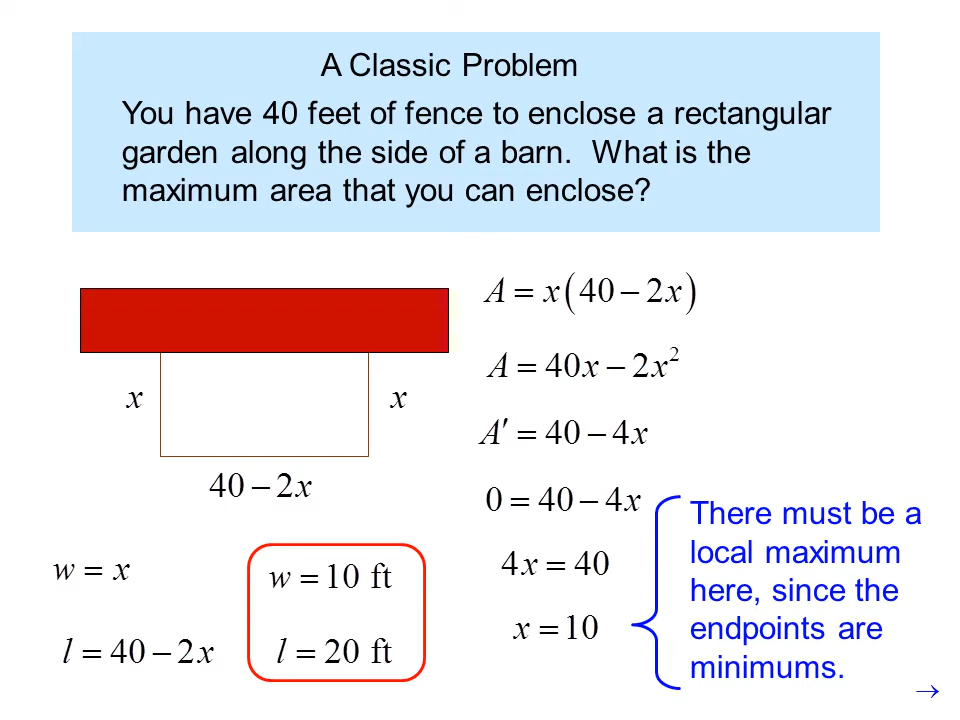 A Classic Problem
You have 40 feet of fence to enclose a rectangular
garden along the side of a barn.  What is the
maximum area that you can enclose?
x
x
40 − 2x
w = x
l = 40 − 2x
w = 10 ft
l = 20 ft
A = x(40 − 2x)
A = 40x − 2x²
A′ = 40 − 4x
0 = 40 − 4x
4x = 40
x = 10
There must be a
local maximum
here, since the
endpoints are
minimums.
→